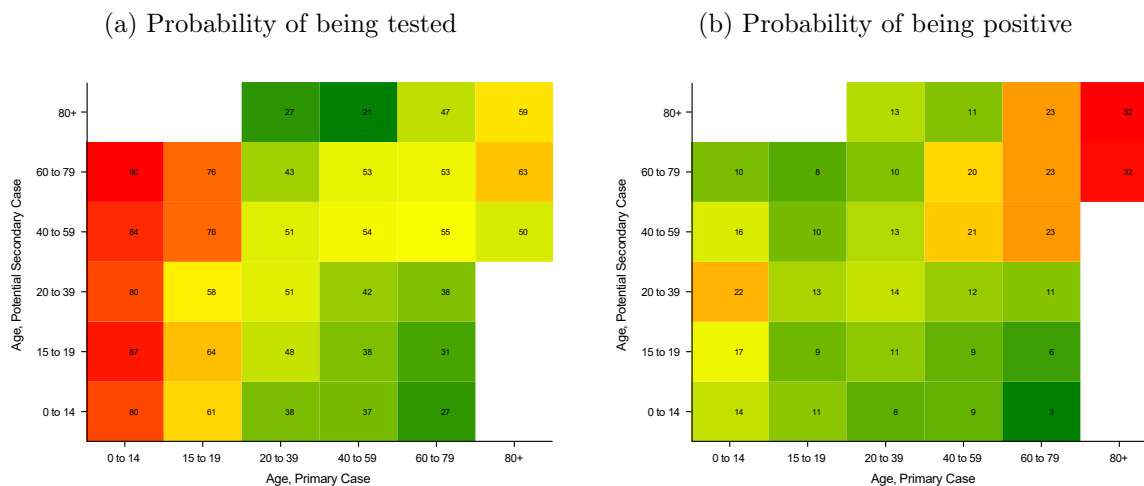 (a) Probability of being tested
(b) Probability of being positive
80+ 27 21 47 59
60 to 79 90 76 43 53 53 63
40 to 59 84 76 51 54 55 50
20 to 39 80 58 51 42 38
15 to 19 87 64 48 38 31
0 to 14 80 61 38 37 27
0 to 14 15 to 19 20 to 39 40 to 59 60 to 79 80+
Age, Primary Case
Age, Potential Secondary Case
80+ 13 11 23 32
60 to 79 10 8 10 20 23 32
40 to 59 16 10 13 21 23
20 to 39 22 13 14 12 11
15 to 19 17 9 11 9 6
0 to 14 14 11 8 9 3
0 to 14 15 to 19 20 to 39 40 to 59 60 to 79 80+
Age, Primary Case
Age, Potential Secondary Case